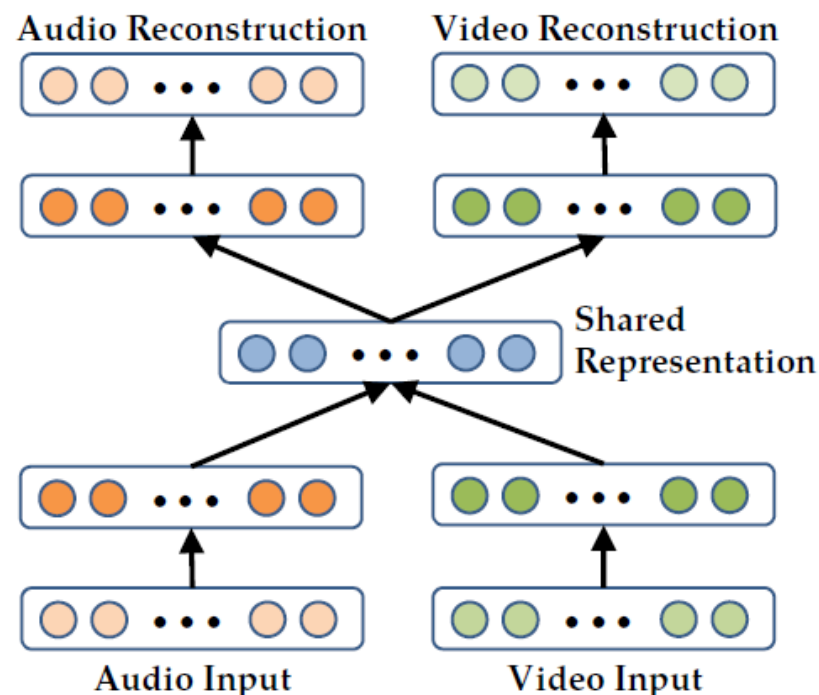 Audio Reconstruction
Video Reconstruction
Shared
Representation
Audio Input
Video Input